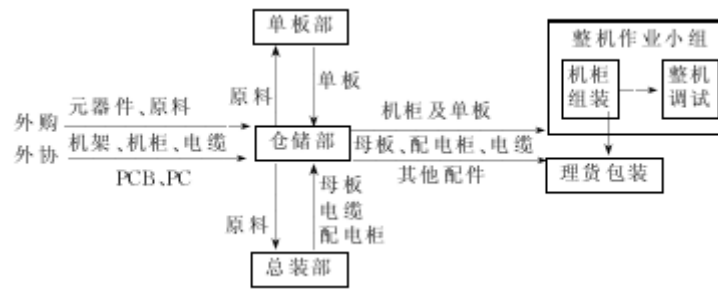 单板部
整机作业小组
原料
单板
机柜
组装
整机
调试
外购
元器件、原料
机柜及单板
外协
机架、机柜、电缆
仓储部
母板、配电柜、电缆
PCB、PC
其他配件
理货包装
原料
母板
电缆
配电柜
总装部